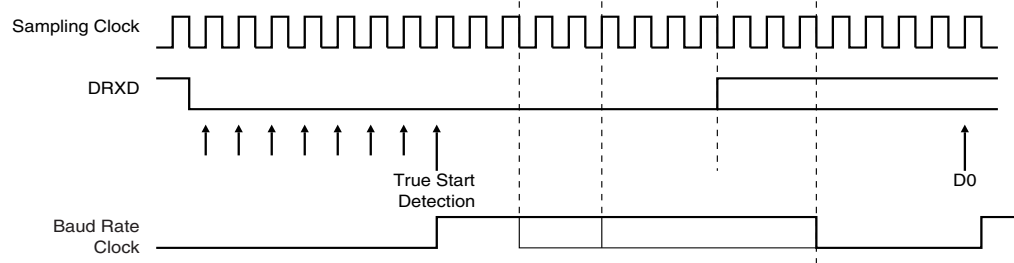 Sampling Clock
DRXD
True Start
Detection
D0
Baud Rate
Clock